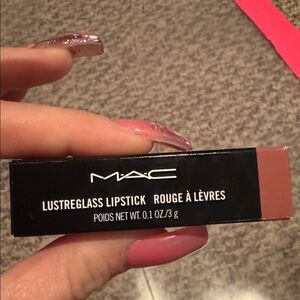 MAC
LUSTREGLASS LIPSTICK ROUGE À LÈVRES
POIDS NET WT. 0.1 OZ./3 g